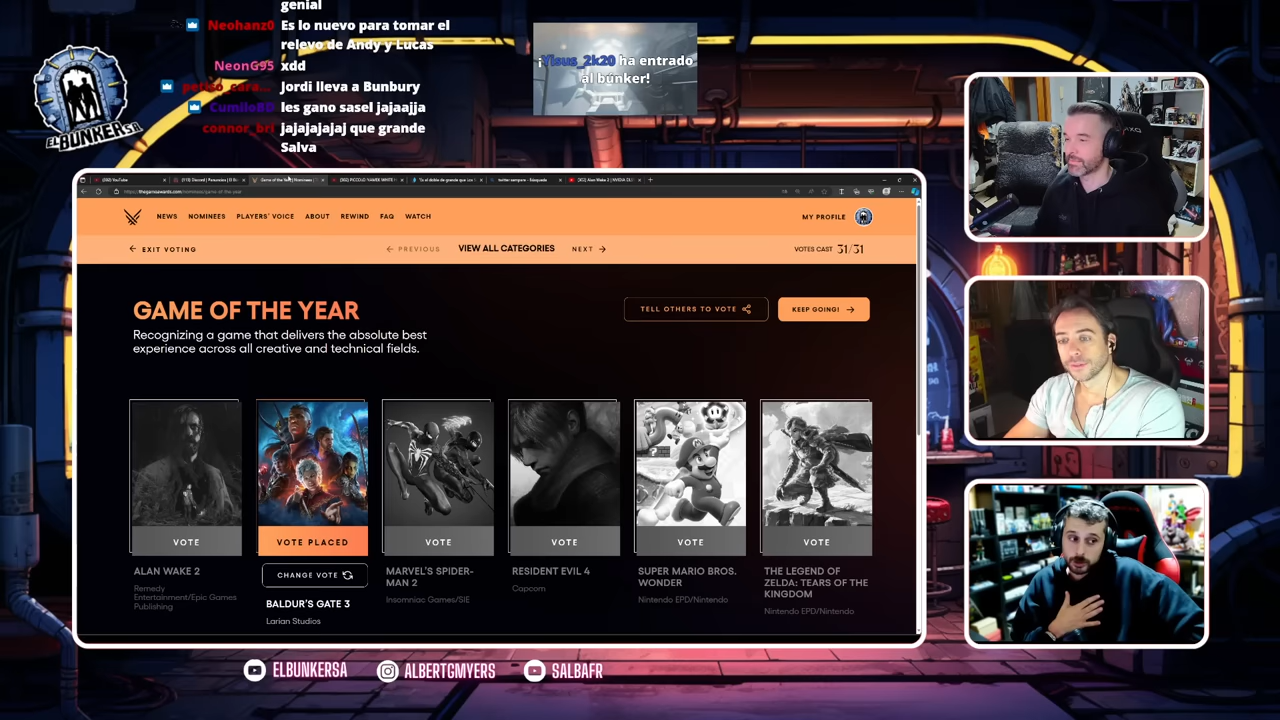 genial
Neohanz0 Es lo nuevo para tomar el
relevo de Andy y Lucas
NeonG95 xdd
Jordi lleva a Bunbury
CumiloBD les gano sasel jajaajja
connor_bri jajajajajaj que grande
Salva
¡Yisus_2k20 ha entrado
al búnker!
ELBUNKERSA
NEWS NOMINEES PLAYERS' VOICE ABOUT REWIND FAQ WATCH
MY PROFILE
EXIT VOTING
PREVIOUS VIEW ALL CATEGORIES NEXT
VOTES CAST 31/31
GAME OF THE YEAR
Recognizing a game that delivers the absolute best
experience across all creative and technical fields.
TELL OTHERS TO VOTE
KEEP GOING!
VOTE
VOTE PLACED
VOTE
VOTE
VOTE
VOTE
ALAN WAKE 2
Remedy
Entertainment/Epic Games
Publishing
CHANGE VOTE
BALDUR'S GATE 3
Larian Studios
MARVEL'S SPIDER-
MAN 2
Insomniac Games/SIE
RESIDENT EVIL 4
Capcom
SUPER MARIO BROS.
WONDER
Nintendo EPD/Nintendo
THE LEGEND OF
ZELDA: TEARS OF THE
KINGDOM
Nintendo EPD/Nintendo
ELBUNKERSA
ALBERTGMYERS
SALBAFR